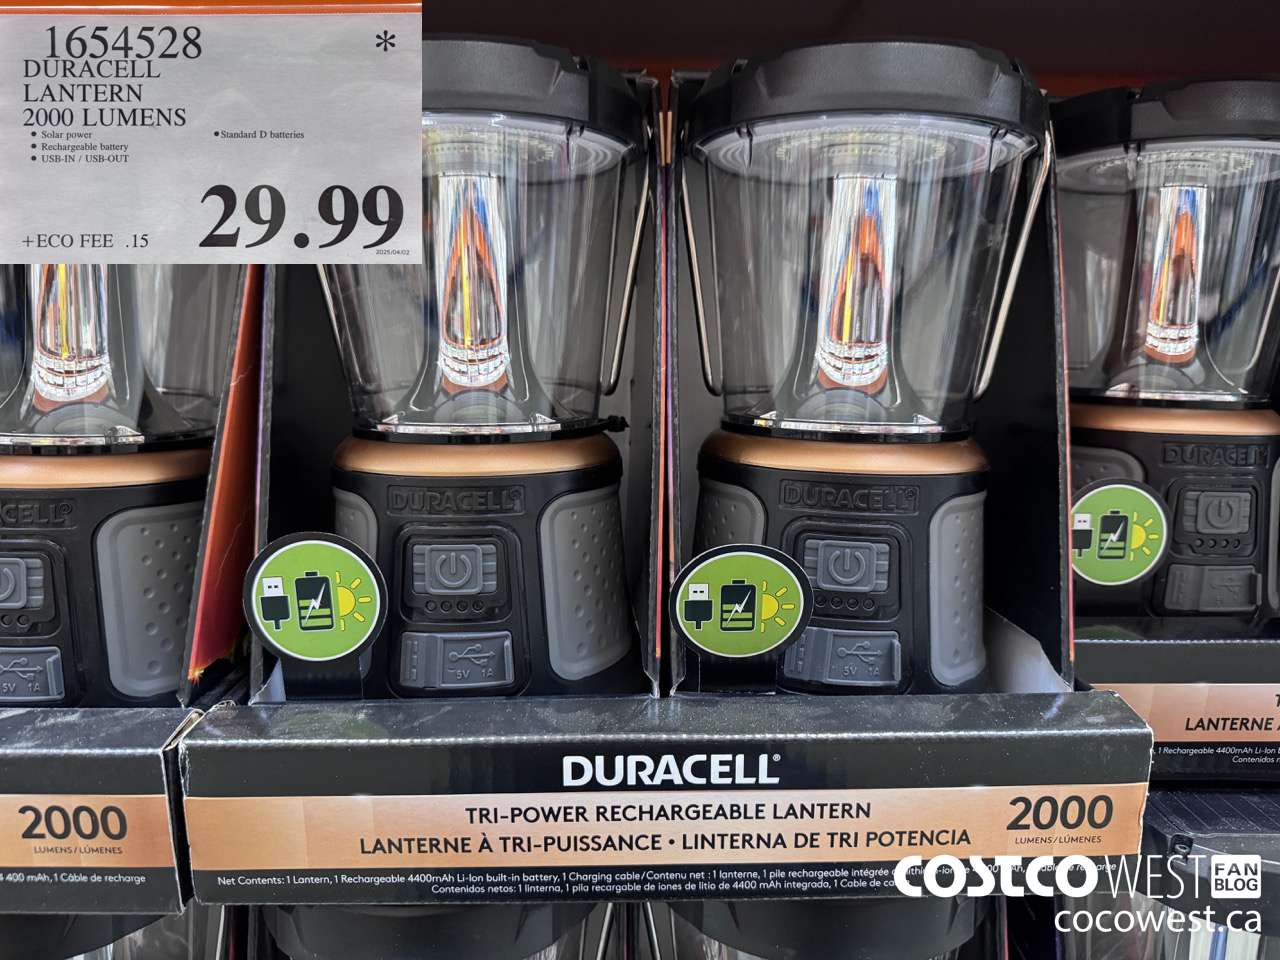 1654528 *
DURACELL
LANTERN
2000 LUMENS
• Solar power
• Standard D batteries
• Rechargeable battery
• USB-IN / USB-OUT
29.99
+ECO FEE .15
2025/04/02
DURACELL®
DURACELL®
DURACELL
5V 1A
5V 1A
5V 1A
DURACELL®
TRI-POWER RECHARGEABLE LANTERN
LANTERNE À TRI-PUISSANCE • LINTERNA DE TRI POTENCIA
2000
LUMENS/LÚMENES
Net Contents: 1 Lantern, 1 Rechargeable 4400mAh Li-Ion built-in battery, 1 Charging cable/Contenu net : 1 lanterne, 1 pile rechargeable intégrée
Contenidos netos: 1 linterna, 1 pila recargable de iones de litio de 4400 mAh integrada, 1 Cable de
2000
LUMENS/LÚMENES
400 mAh, 1 Câble de recharge
LANTERNE
1 Rechargeable 4400mAh Li-Ion
Contenidos
COSTCO WEST FAN BLOG
cocowest.ca